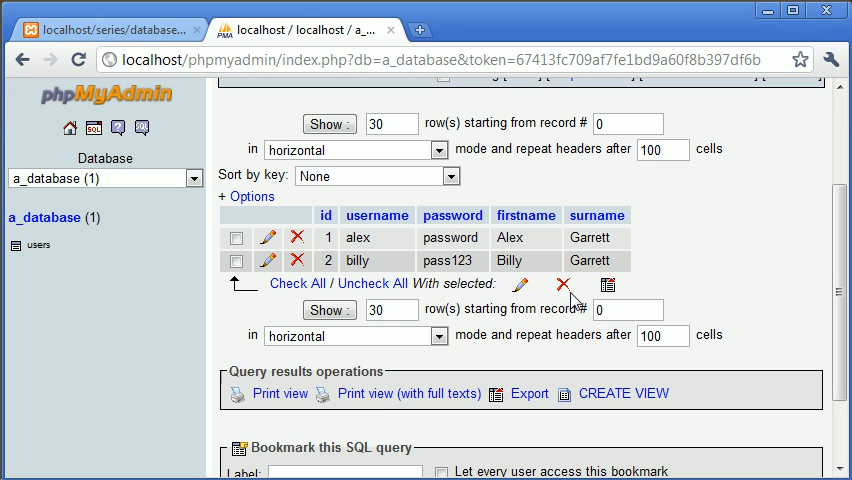 localhost/series/database...
localhost / localhost / a_...
localhost/phpmyadmin/index.php?db=a_database&token=67413fc709af7fe1bd9a60f8b397df6b
phpMyAdmin
SQL
Database
a_database (1)
a_database (1)
users
Show : 30 row(s) starting from record # 0
in horizontal mode and repeat headers after 100 cells
Sort by key: None
+ Options
id username password firstname surname
1 alex password Alex Garrett
2 billy pass123 Billy Garrett
Check All / Uncheck All With selected:
Show : 30 row(s) starting from record # 0
in horizontal mode and repeat headers after 100 cells
Query results operations
Print view Print view (with full texts) Export CREATE VIEW
Bookmark this SQL query
Label: Let every user access this bookmark